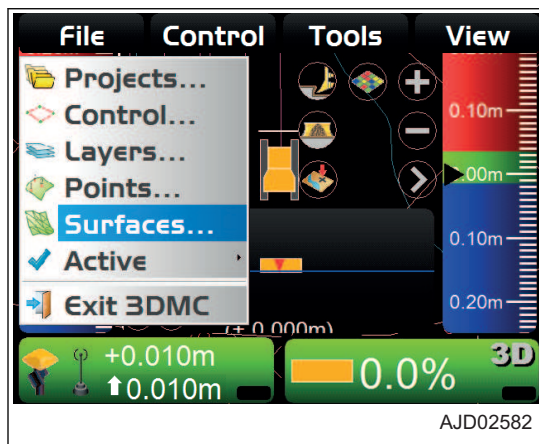 File Control Tools View
Projects...
Control...
Layers...
Points...
Surfaces...
Active
Exit 3DMC
0.10m
.00m
0.10m
0.20m
(± 0.000m)
+0.010m
0.010m
0.0%
3D
AJD02582